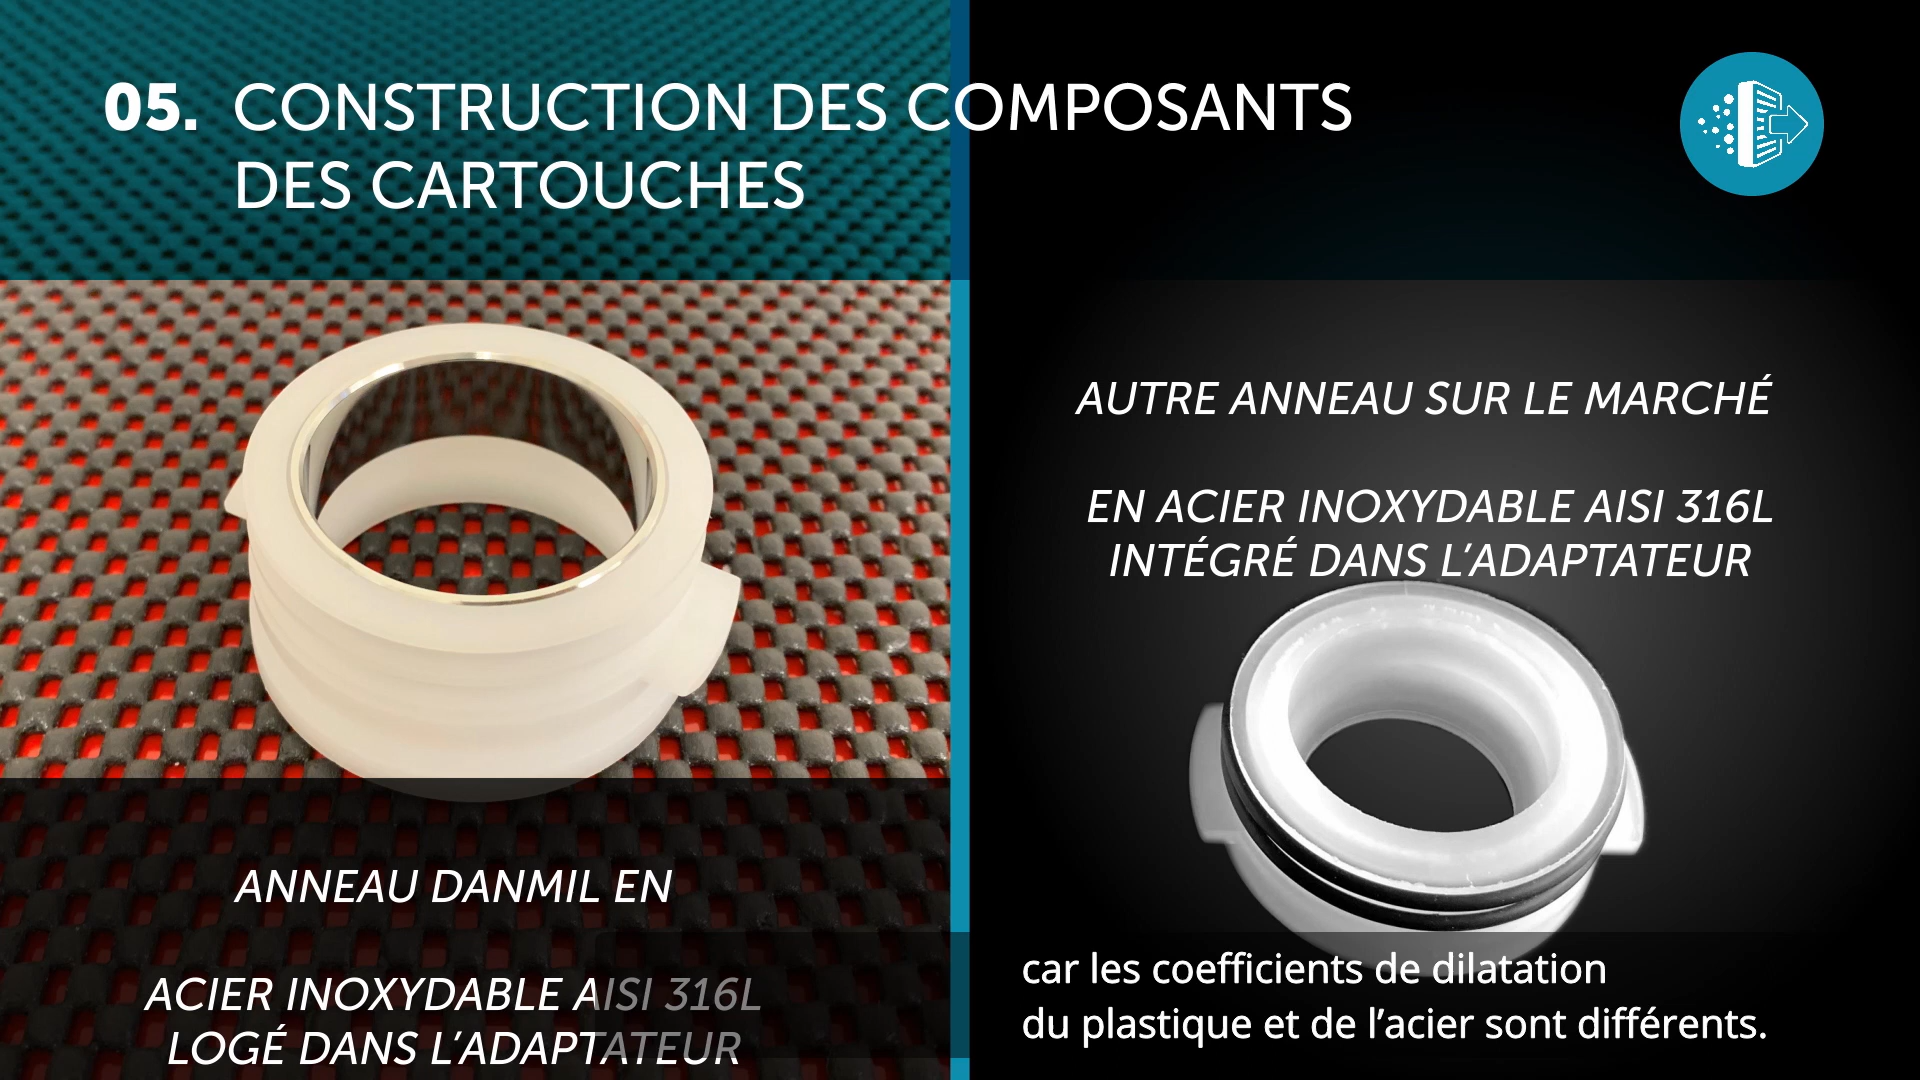 05. CONSTRUCTION DES COMPOSANTS
DES CARTOUCHES
ANNEAU DANMIL EN
ACIER INOXYDABLE AISI 316L
LOGÉ DANS L’ADAPTATEUR
AUTRE ANNEAU SUR LE MARCHÉ
EN ACIER INOXYDABLE AISI 316L
INTÉGRÉ DANS L’ADAPTATEUR
car les coefficients de dilatation
du plastique et de l’acier sont différents.